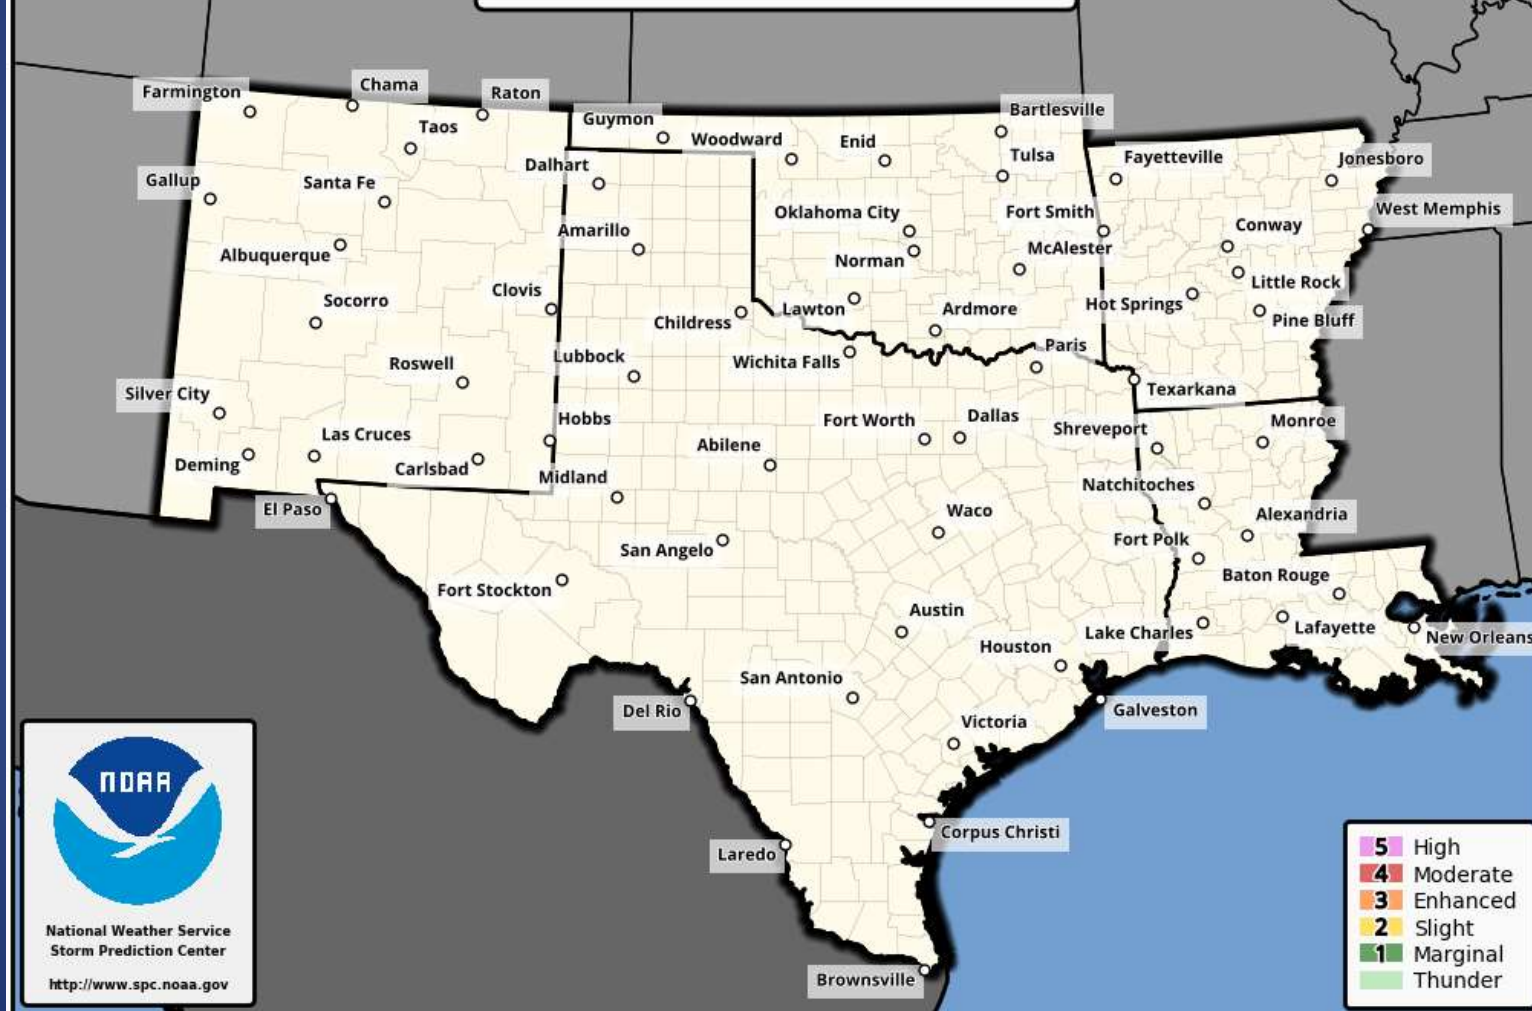 Chama
Farmington
Raton
Bartlesville
Guymon
Taos
Woodward
Enid
Tulsa
Fayetteville
Jonesboro
Dalhart
Gallup
Santa Fe
West Memphis
Oklahoma City
Fort Smith
Conway
Amarillo
McAlester
Albuquerque
Norman
Little Rock
Clovis
Socorro
Hot Springs
Lawton
Ardmore
Childress
Pine Bluff
Paris
Lubbock
Wichita Falls
Roswell
Texarkana
Silver City
Hobbs
Fort Worth
Dallas
Monroe
Shreveport
Las Cruces
Abilene
Deming
Carlsbad
Midland
Natchitoches
El Paso
Waco
Alexandria
Fort Polk
San Angelo
Baton Rouge
Fort Stockton
Austin
Lake Charles
Lafayette
New Orleans
Houston
San Antonio
Del Rio
Galveston
Victoria
Corpus Christi
Laredo
Brownsville
NOAA
National Weather Service
Storm Prediction Center
http://www.spc.noaa.gov
5 High
4 Moderate
3 Enhanced
2 Slight
1 Marginal
Thunder